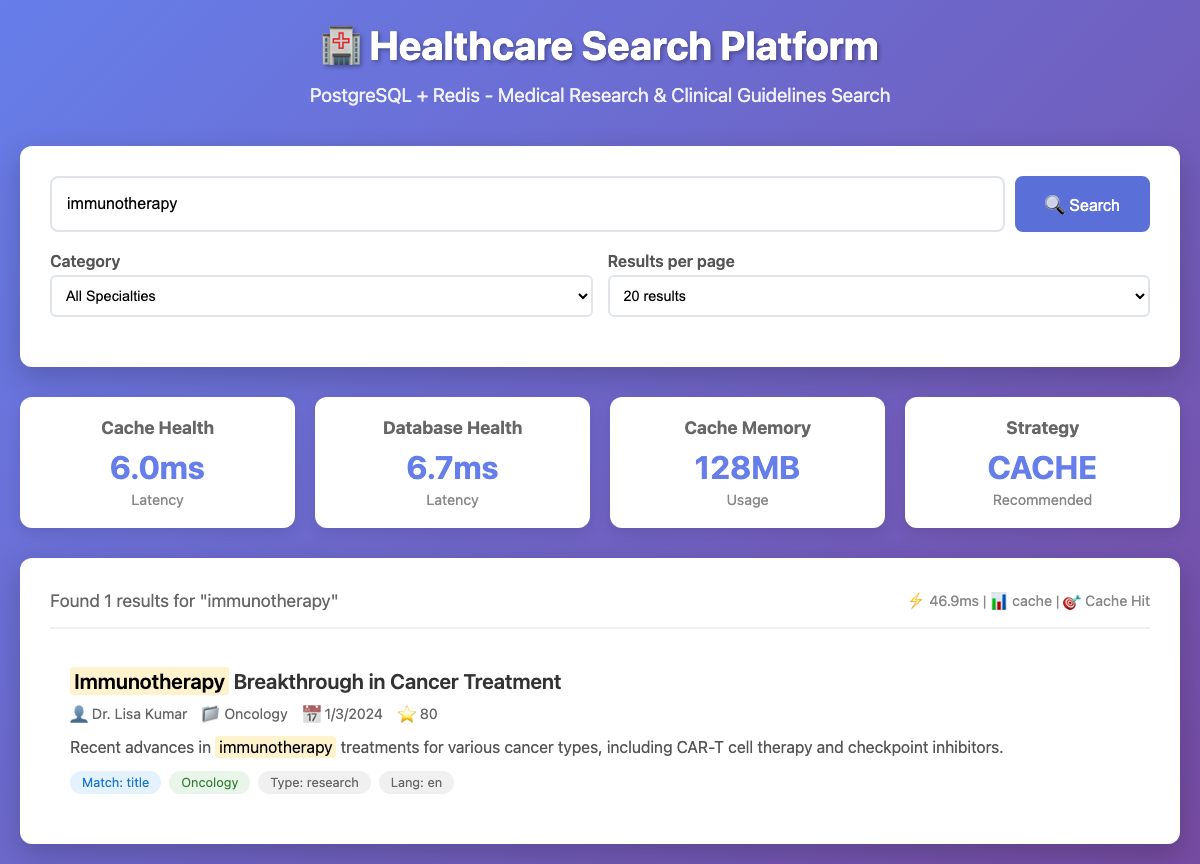 🏥 Healthcare Search Platform
PostgreSQL + Redis - Medical Research & Clinical Guidelines Search
immunotherapy
🔍 Search
Category
Results per page
All Specialties
20 results
Cache Health
6.0ms
Latency
Database Health
6.7ms
Latency
Cache Memory
128MB
Usage
Strategy
CACHE
Recommended
Found 1 results for "immunotherapy"
⚡ 46.9ms | 📊 cache | 🎯 Cache Hit
Immunotherapy Breakthrough in Cancer Treatment
👤 Dr. Lisa Kumar 📁 Oncology 📅 1/3/2024 ⭐ 80
Recent advances in immunotherapy treatments for various cancer types, including CAR-T cell therapy and checkpoint inhibitors.
Match: title Oncology Type: research Lang: en